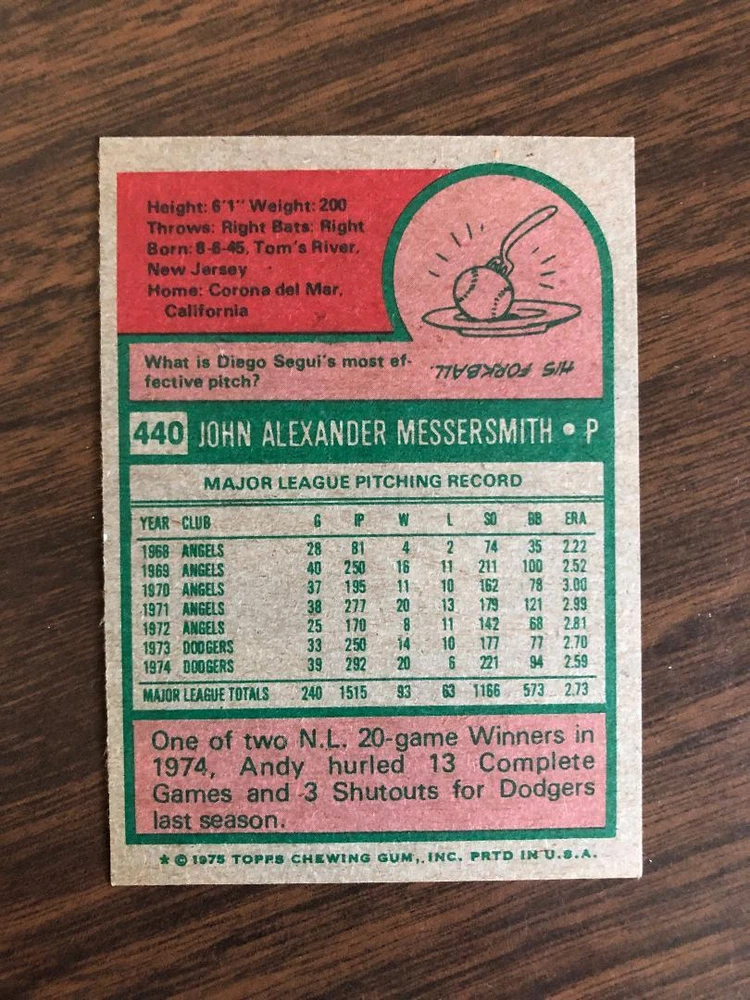 Height: 6'1" Weight: 200
Throws: Right Bats: Right
Born: 8-6-45, Tom's River,
New Jersey
Home: Corona del Mar,
California
What is Diego Segui's most ef-
fective pitch?
HIS FORKBALL.
440 JOHN ALEXANDER MESSERSMITH • P
MAJOR LEAGUE PITCHING RECORD
YEAR CLUB G IP W L SO BB ERA
1968 ANGELS 28 81 4 2 74 35 2.22
1969 ANGELS 40 250 16 11 211 100 2.52
1970 ANGELS 37 195 11 10 162 78 3.00
1971 ANGELS 38 277 20 13 179 121 2.99
1972 ANGELS 25 170 8 11 142 68 2.81
1973 DODGERS 33 250 14 10 177 77 2.70
1974 DODGERS 39 292 20 6 221 94 2.59
MAJOR LEAGUE TOTALS 240 1515 93 63 1166 573 2.73
One of two N.L. 20-game Winners in
1974, Andy hurled 13 Complete
Games and 3 Shutouts for Dodgers
last season.
* © 1975 TOPPS CHEWING GUM, INC. PRTD IN U.S.A.